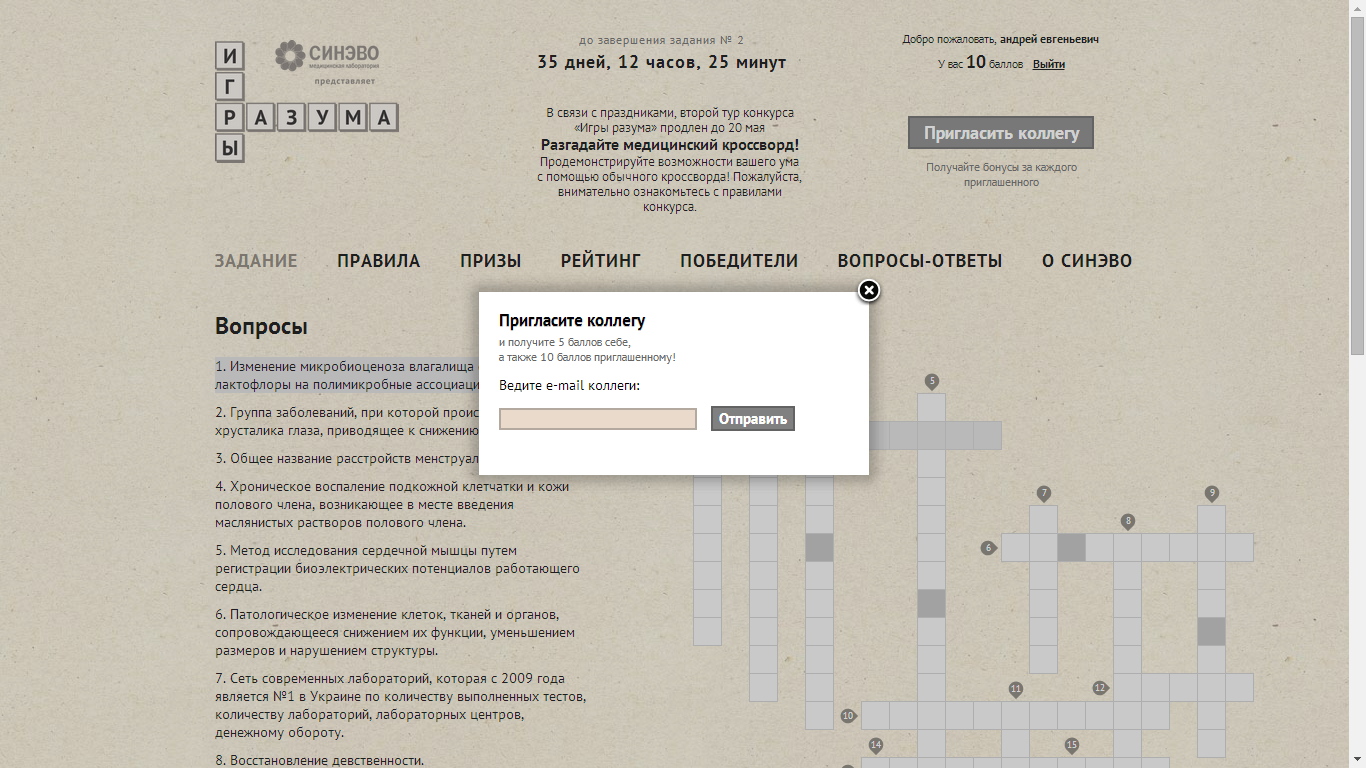 И
Г
РАЗУМА
Ы
СИНЭВО
медицинская лаборатория
представляет
до завершения задания № 2
35 дней, 12 часов, 25 минут
В связи с праздниками, второй тур конкурса
«Игры разума» продлен до 20 мая
Разгадайте медицинский кроссворд!
Продемонстрируйте возможности вашего ума
с помощью обычного кроссворда! Пожалуйста,
внимательно ознакомьтесь с правилами
конкурса.
Добро пожаловать, андрей евгеньевич
У вас 10 баллов Выйти
Пригласить коллегу
Получайте бонусы за каждого
приглашенного
ЗАДАНИЕ ПРАВИЛА ПРИЗЫ РЕЙТИНГ ПОБЕДИТЕЛИ ВОПРОСЫ-ОТВЕТЫ О СИНЭВО
Пригласите коллегу
и получите 5 баллов себе,
а также 10 баллов приглашенному!
Ведите e-mail коллеги:
Отправить
Вопросы
1. Изменение микробиоценоза влагалища
лактофлоры на полимикробные ассоциаци
2. Группа заболеваний, при которой проис
хрусталика глаза, приводящее к снижению
3. Общее название расстройств менструал
4. Хроническое воспаление подкожной клетчатки и кожи
полового члена, возникающее в месте введения
маслянистых растворов полового члена.
5. Метод исследования сердечной мышцы путем
регистрации биоэлектрических потенциалов работающего
сердца.
6. Патологическое изменение клеток, тканей и органов,
сопровождающееся снижением их функции, уменьшением
размеров и нарушением структуры.
7. Сеть современных лабораторий, которая с 2009 года
является №1 в Украине по количеству выполненных тестов,
количеству лабораторий, лабораторных центров,
денежному обороту.
8. Восстановление девственности.
5
7
9
8
6
11
12
10
14
15